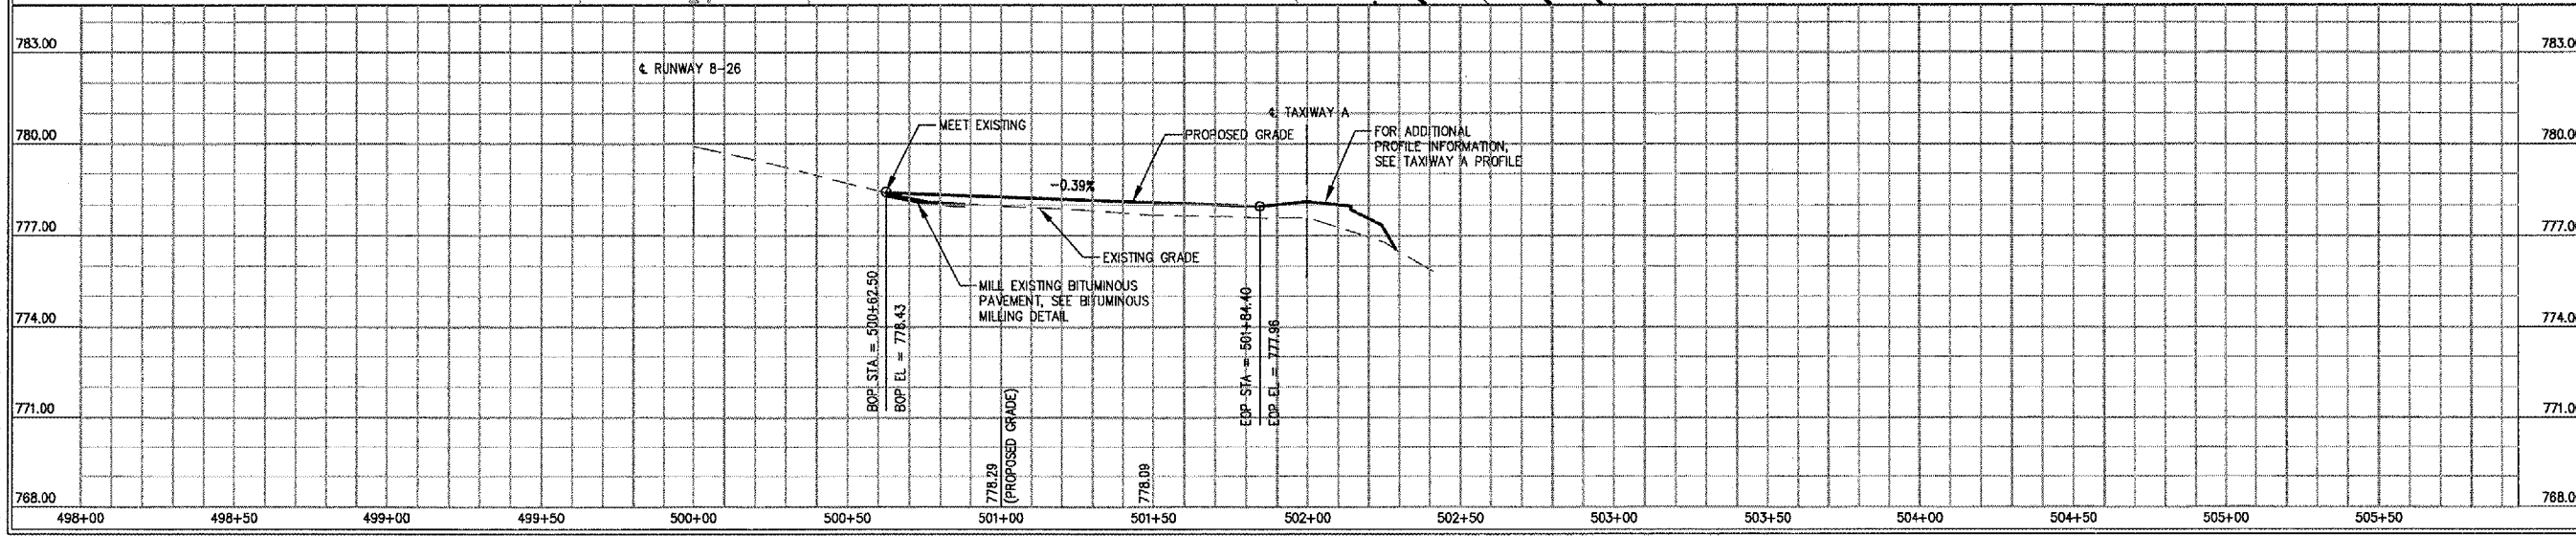 783.00
783.00
℄ RUNWAY 8-26
℄ TAXIWAY A
780.00
MEET EXISTING
PROPOSED GRADE
FOR ADDITIONAL
PROFILE INFORMATION,
SEE TAXIWAY A PROFILE
780.00
-0.39%
777.00
777.00
EXISTING GRADE
MILL EXISTING BITUMINOUS
PAVEMENT, SEE BITUMINOUS
MILLING DETAIL
774.00
774.00
BOP STA = 500+62.50
BOP EL = 778.43
EOP STA = 501+84.40
EOP EL = 777.96
771.00
771.00
778.29
(PROPOSED GRADE)
778.09
768.00
768.00
498+00 498+50 499+00 499+50 500+00 500+50 501+00 501+50 502+00 502+50 503+00 503+50 504+00 504+50 505+00 505+50